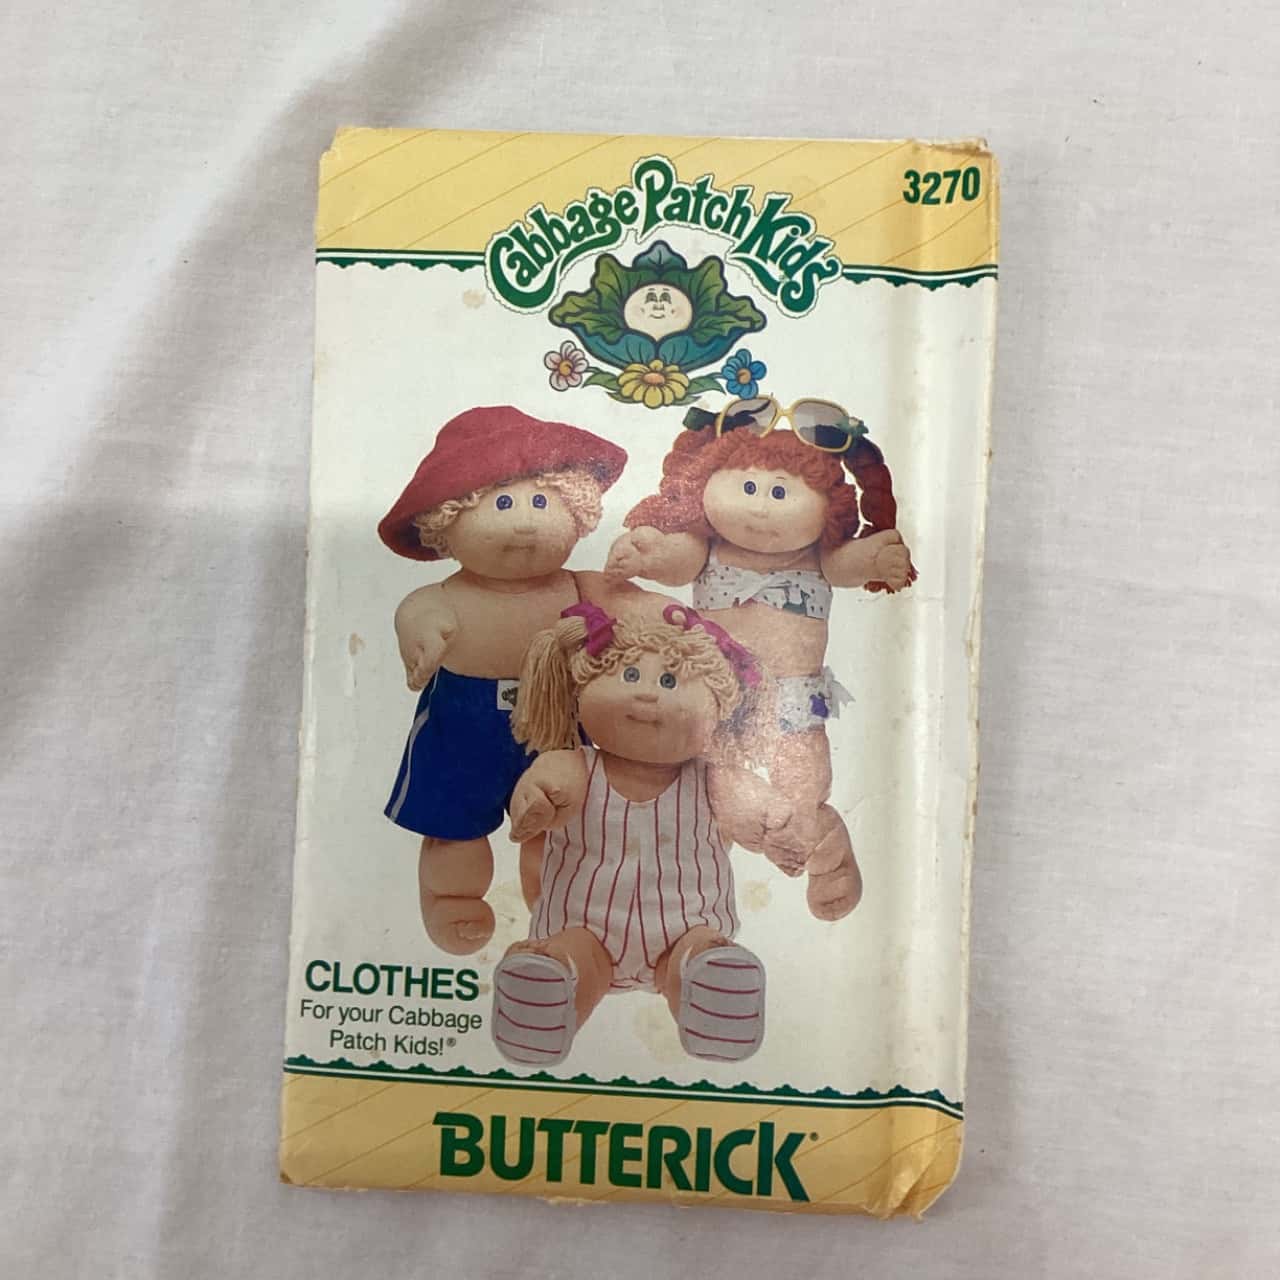 Cabbage Patch Kids
3270
CLOTHES
For your Cabbage
Patch Kids!®
BUTTERICK®